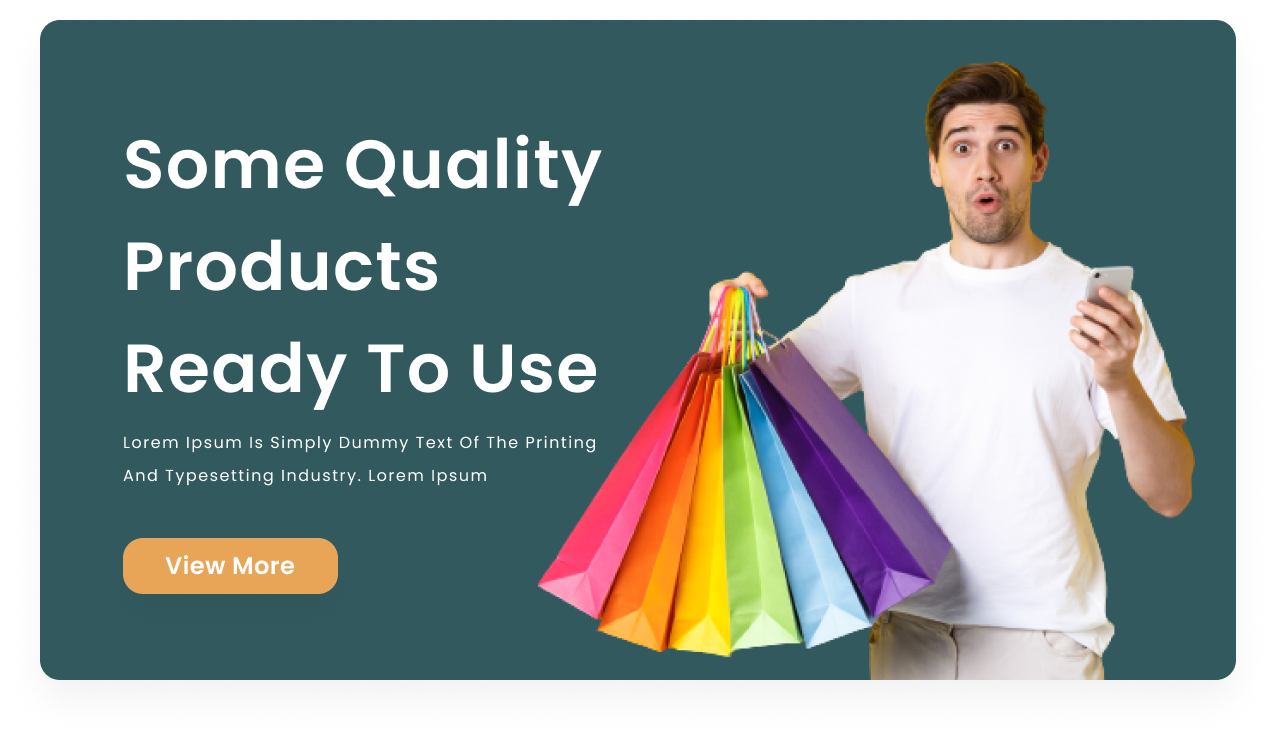 Some Quality
Products
Ready To Use
Lorem Ipsum Is Simply Dummy Text Of The Printing
And Typesetting Industry. Lorem Ipsum
View More